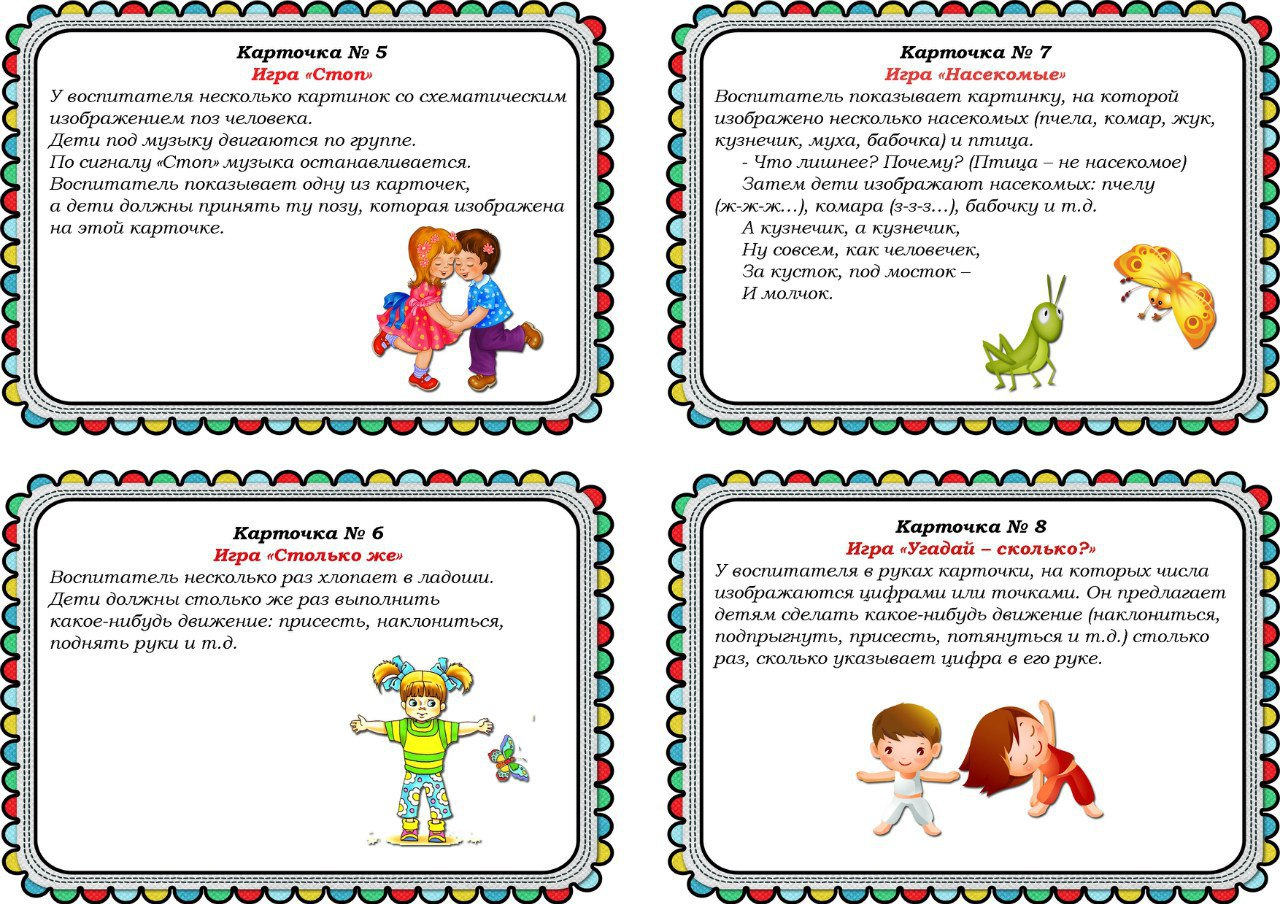 Карточка № 5
Игра «Стоп»
У воспитателя несколько картинок со схематическим
изображением поз человека.
Дети под музыку двигаются по группе.
По сигналу «Стоп» музыка останавливается.
Воспитатель показывает одну из карточек,
а дети должны принять ту позу, которая изображена
на этой карточке.
Карточка № 7
Игра «Насекомые»
Воспитатель показывает картинку, на которой
изображено несколько насекомых (пчела, комар, жук,
кузнечик, муха, бабочка) и птица.
- Что лишнее? Почему? (Птица – не насекомое)
Затем дети изображают насекомых: пчелу
(ж-ж-ж...), комара (з-з-з...), бабочку и т.д.
А кузнечик, а кузнечик,
Ну совсем, как человечек,
За кусток, под мосток –
И молчок.
Карточка № 6
Игра «Столько же»
Воспитатель несколько раз хлопает в ладоши.
Дети должны столько же раз выполнить
какое-нибудь движение: присесть, наклониться,
поднять руки и т.д.
Карточка № 8
Игра «Угадай – сколько?»
У воспитателя в руках карточки, на которых числа
изображаются цифрами или точками. Он предлагает
детям сделать какое-нибудь движение (наклониться,
подпрыгнуть, присесть, потянуться и т.д.) столько
раз, сколько указывает цифра в его руке.